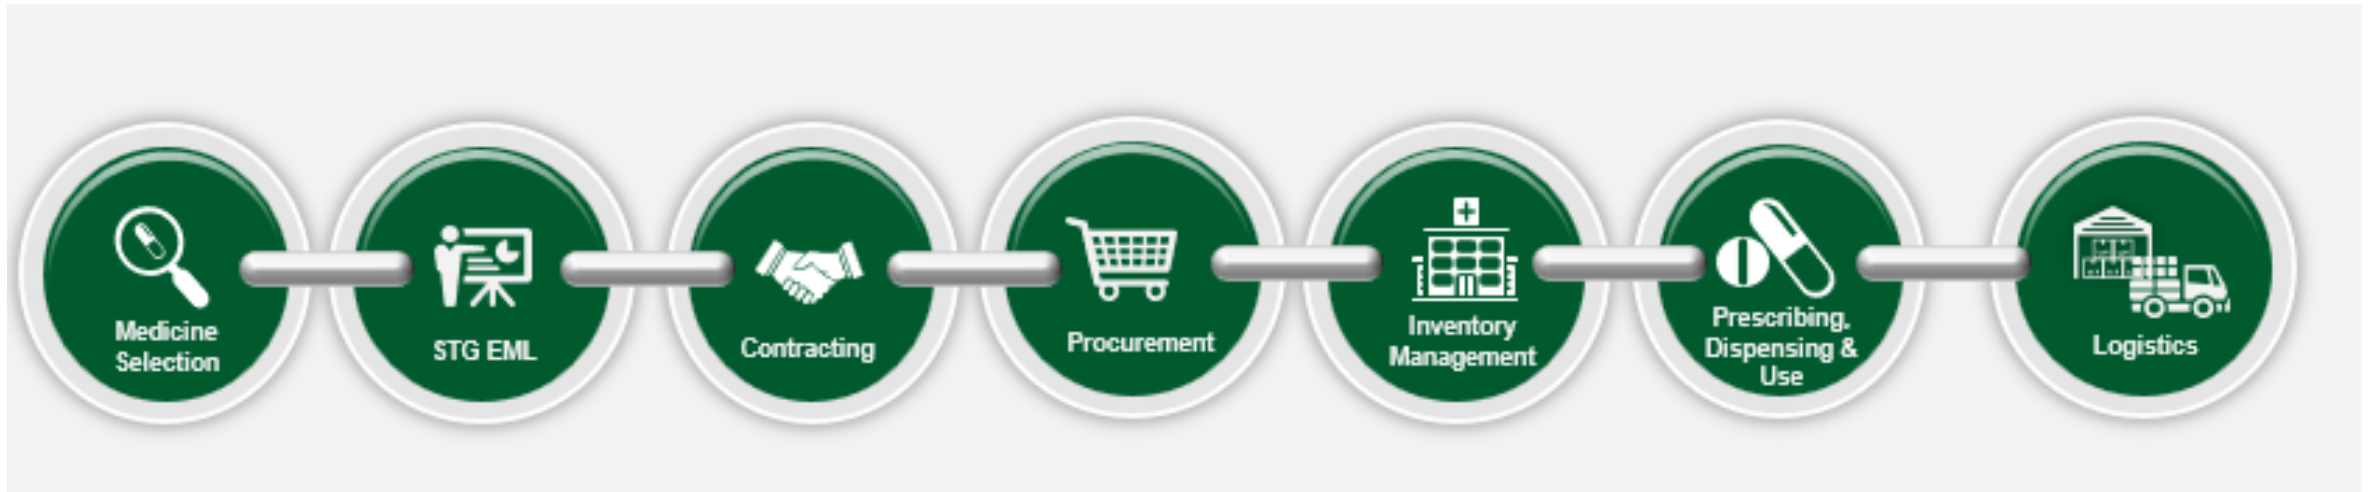 Medicine
Selection
STG EML
Contracting
Procurement
Inventory
Management
Prescribing,
Dispensing &
Use
Logistics